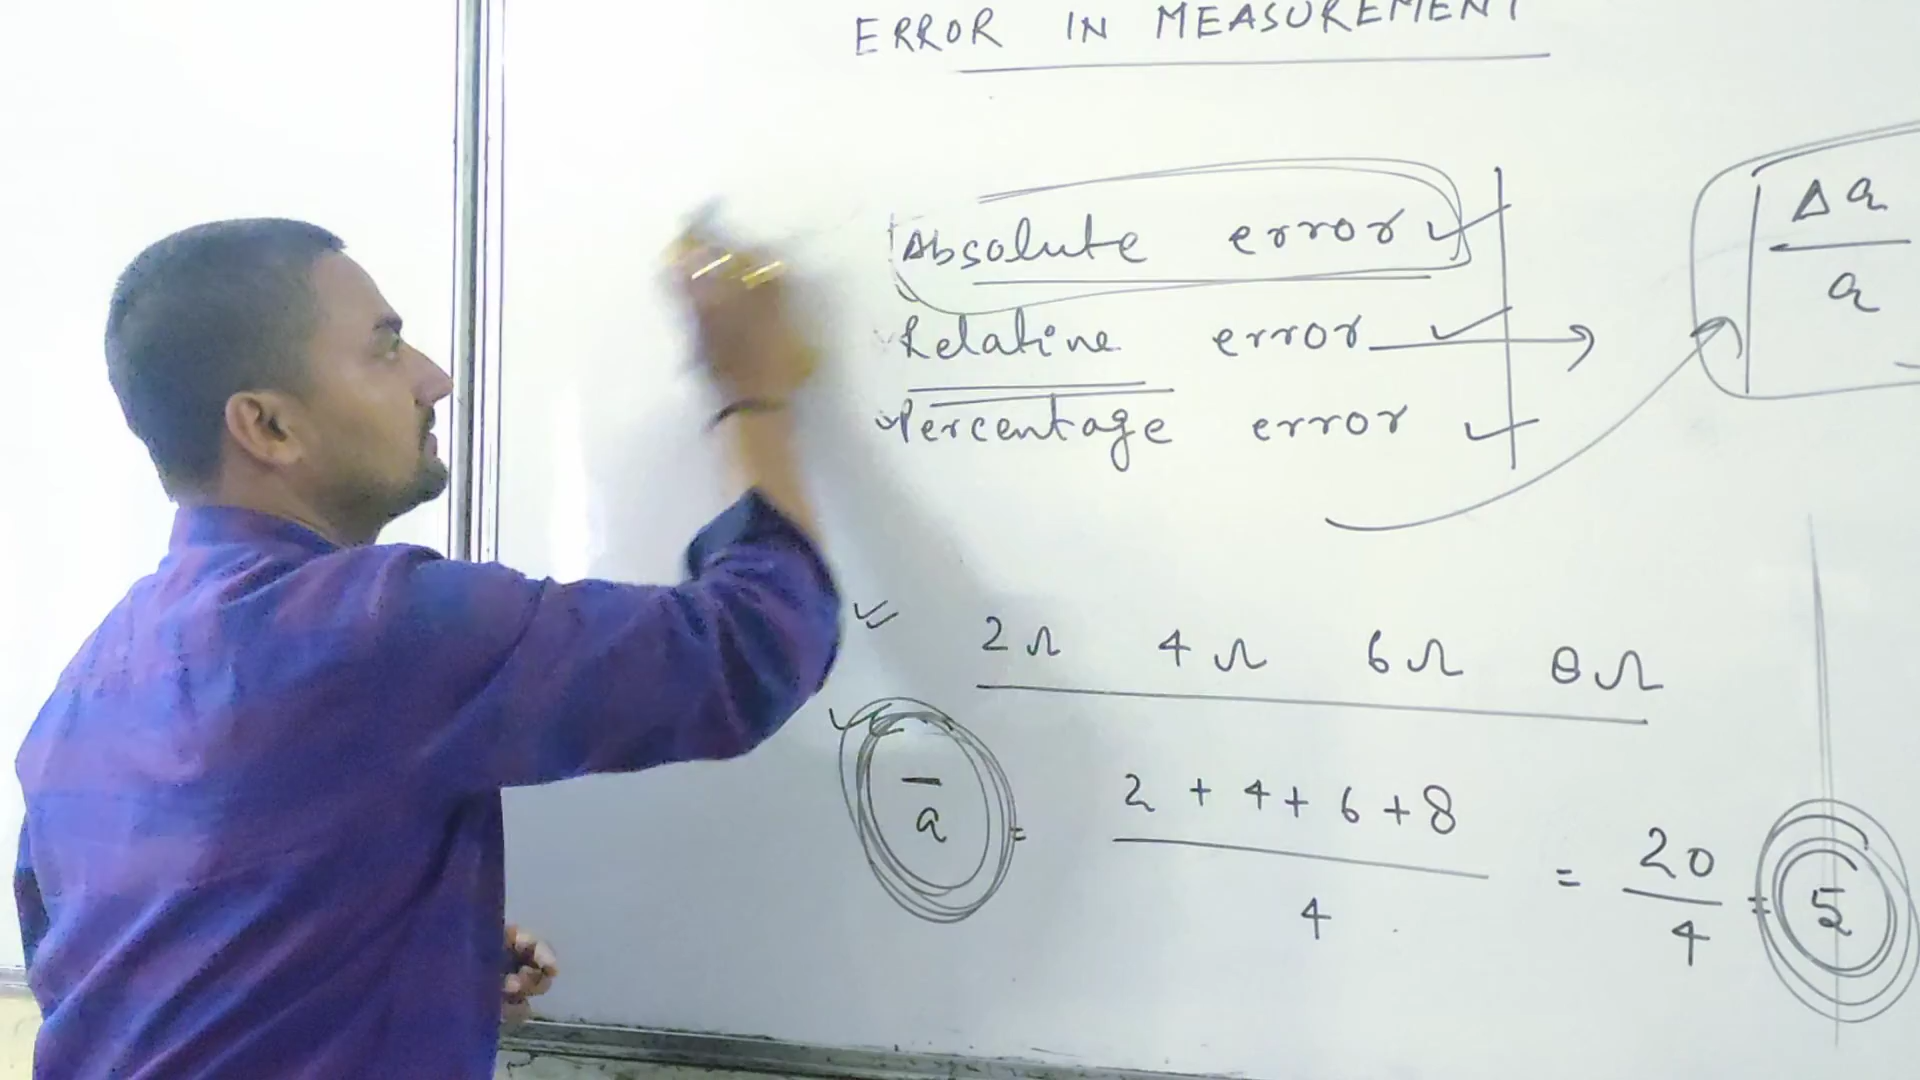 ERROR IN MEASUREMENT
Absolute error
Relative error
Percentage error
Δa
a
2Ω 4Ω 6Ω 8Ω
a̅ = 2 + 4 + 6 + 8 = 20 = 5
4 4